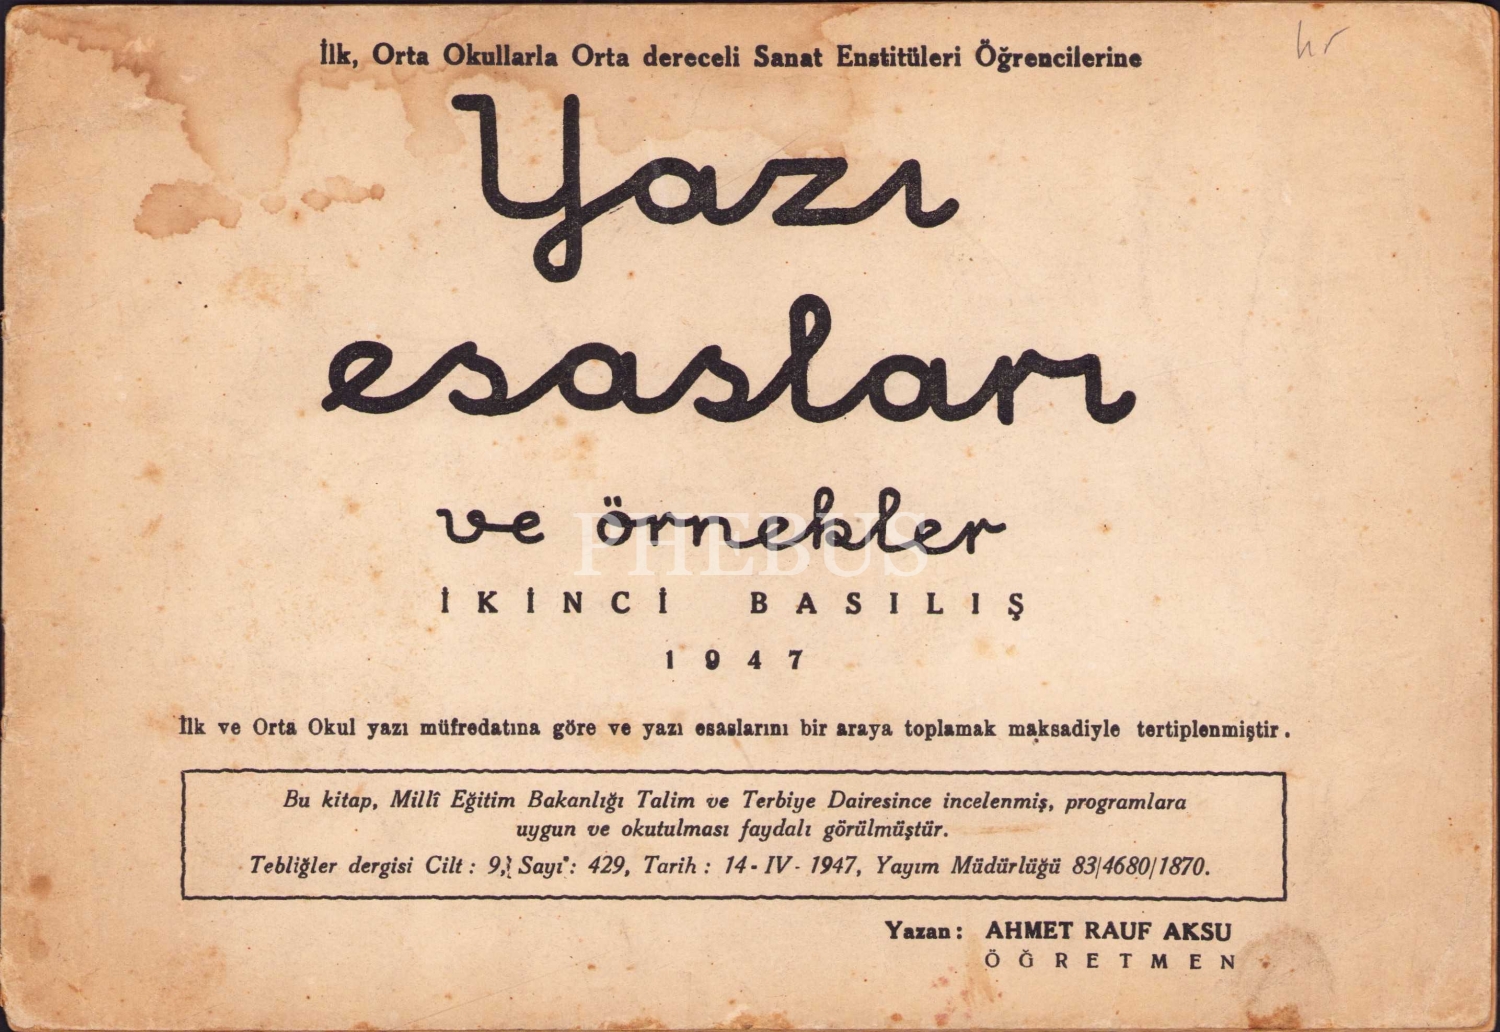 İlk, Orta Okullarla Orta dereceli Sanat Enstitüleri Öğrencilerine
Yazı
esasları
ve örnekler
PHEBUS
İKİNCİ BASILIŞ
1947
İlk ve Orta Okul yazı müfredatına göre ve yazı esaslarını bir araya toplamak maksadiyle tertiplenmiştir.
Bu kitap, Millî Eğitim Bakanlığı Talim ve Terbiye Dairesince incelenmiş, programlara
uygun ve okutulması faydalı görülmüştür.
Tebliğler dergisi Cilt : 9, Sayı : 429, Tarih : 14 - IV - 1947, Yayım Müdürlüğü 83/4680/1870.
Yazan : AHMET RAUF AKSU
ÖĞRETMEN